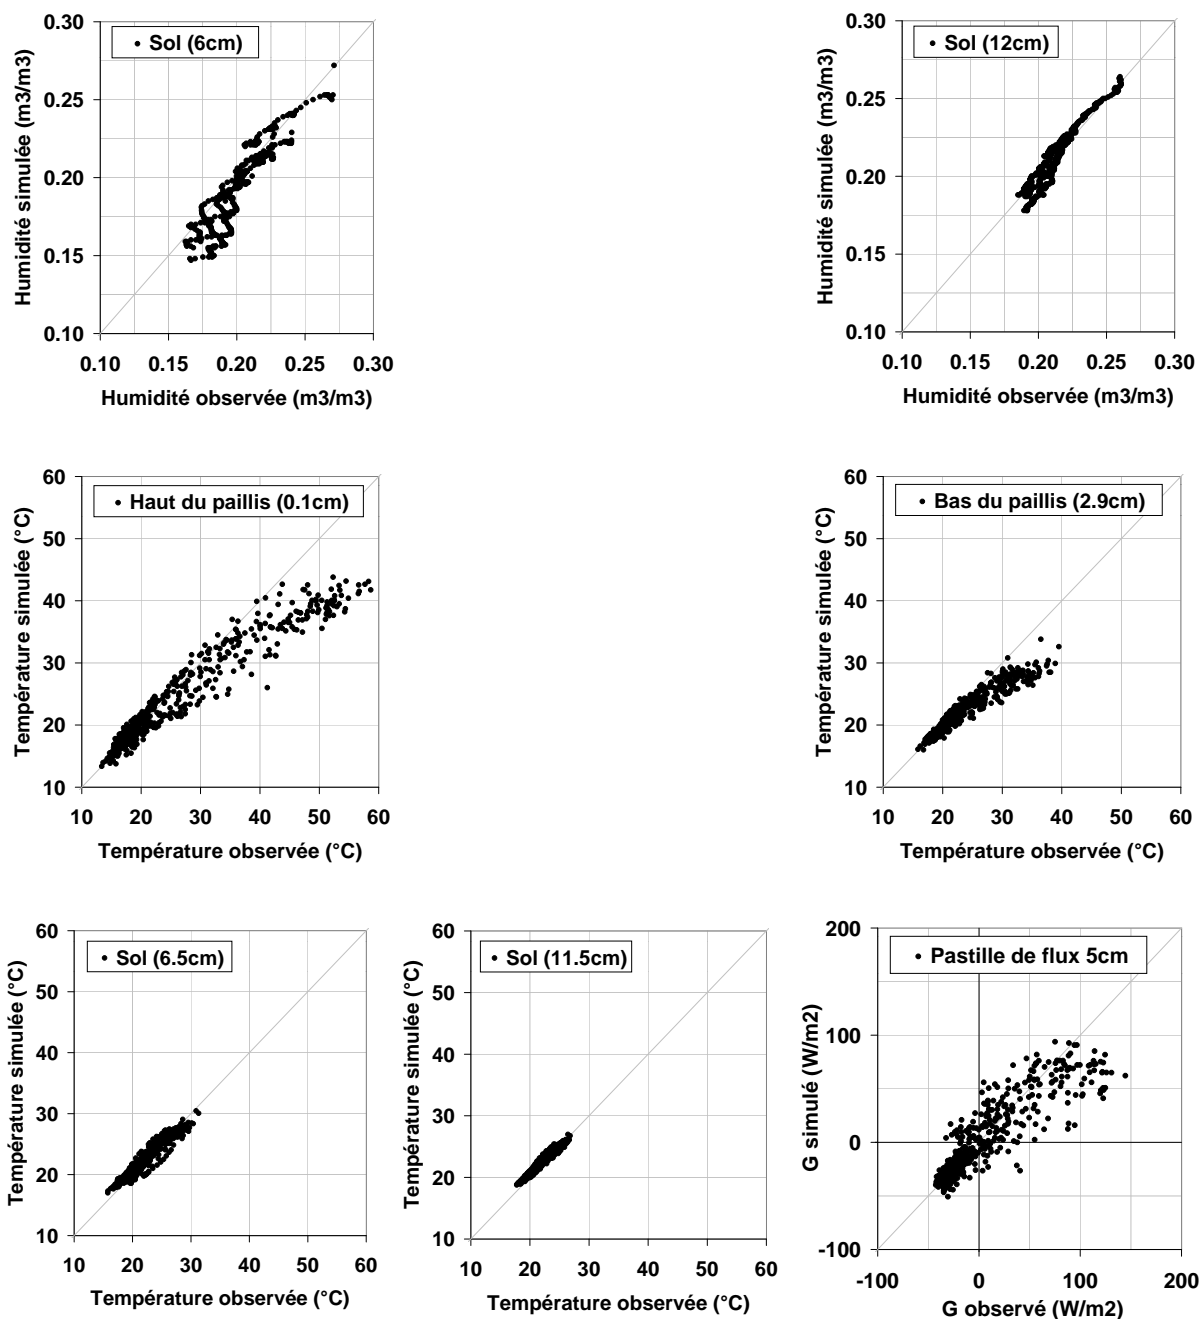 Sol (6cm)
Humidité simulée (m3/m3)
0.30
0.25
0.20
0.15
0.10
0.10 0.15 0.20 0.25 0.30
Humidité observée (m3/m3)
Sol (12cm)
Humidité simulée (m3/m3)
0.30
0.25
0.20
0.15
0.10
0.10 0.15 0.20 0.25 0.30
Humidité observée (m3/m3)
Haut du paillis (0.1cm)
Température simulée (°C)
60
50
40
30
20
10
10 20 30 40 50 60
Température observée (°C)
Bas du paillis (2.9cm)
Température simulée (°C)
60
50
40
30
20
10
10 20 30 40 50 60
Température observée (°C)
Sol (6.5cm)
Température simulée (°C)
60
50
40
30
20
10
10 20 30 40 50 60
Température observée (°C)
Sol (11.5cm)
Température simulée (°C)
60
50
40
30
20
10
10 20 30 40 50 60
Température observée (°C)
Pastille de flux 5cm
G simulé (W/m2)
200
100
0
-100
-100 0 100 200
G observé (W/m2)